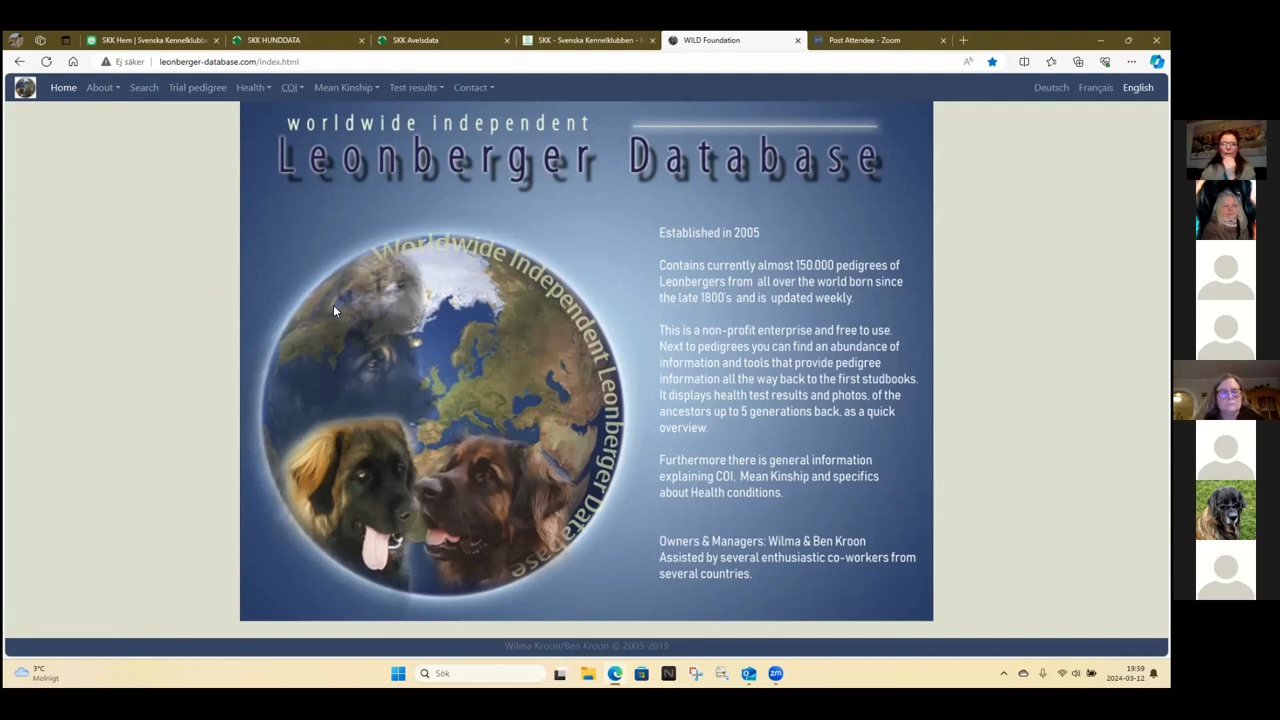 SKK Hem | Svenska Kennelklubb
SKK HUNDDATA
SKK Avelsdata
SKK - Svenska Kennelklubben -
WILD Foundation
Post Attendee - Zoom
Ej säker
leonberger-database.com/index.html
Home
About
Search
Trial pedigree
Health
COI
Mean Kinship
Test results
Contact
Deutsch
Français
English
worldwide independent
Leonberger Database
Worldwide Independent Leonberger Database
Established in 2005
Contains currently almost 150.000 pedigrees of
Leonbergers from all over the world born since
the late 1800's and is updated weekly.
This is a non-profit enterprise and free to use.
Next to pedigrees you can find an abundance of
information and tools that provide pedigree
information all the way back to the first studbooks.
It displays health test results and photos, of the
ancestors up to 5 generations back, as a quick
overview.
Furthermore there is general information
explaining COI, Mean Kinship and specifics
about Health conditions.
Owners & Managers: Wilma & Ben Kroon
Assisted by several enthusiastic co-workers from
several countries.
Wilma Kroon/Ben Kroon © 2005-2019
3°C
Molnigt
Sök
19:59
2024-03-12